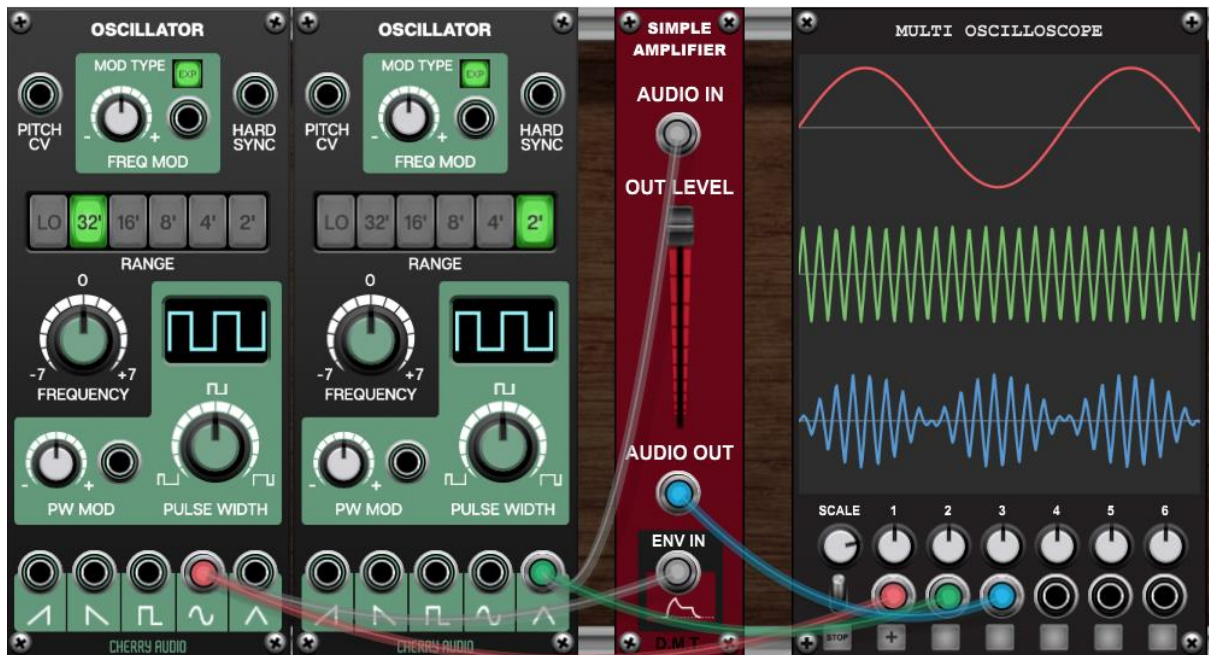 OSCILLATOR
MOD TYPE
EXP
PITCH CV
HARD SYNC
- +
FREQ MOD
LO 32' 16' 8' 4' 2'
RANGE
0
-7 +7
FREQUENCY
- +
PW MOD
PULSE WIDTH
CHERRY AUDIO
OSCILLATOR
MOD TYPE
EXP
PITCH CV
HARD SYNC
- +
FREQ MOD
LO 32' 16' 8' 4' 2'
RANGE
0
-7 +7
FREQUENCY
- +
PW MOD
PULSE WIDTH
CHERRY AUDIO
SIMPLE
AMPLIFIER
AUDIO IN
OUT LEVEL
AUDIO OUT
ENV IN
D.M.T.
MULTI OSCILLOSCOPE
SCALE 1 2 3 4 5 6
STOP +